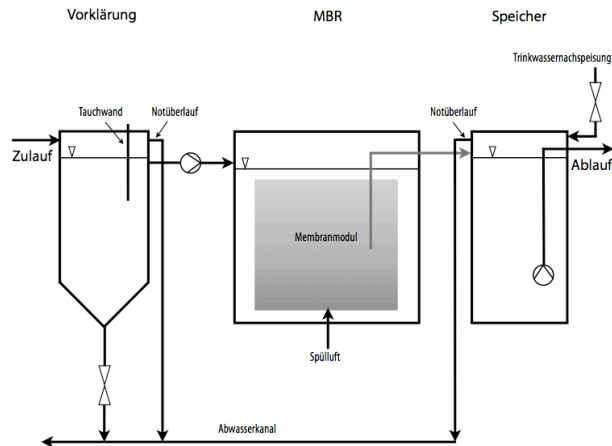 Vorklärung
MBR
Speicher
Trinkwassernachspeisung
Tauchwand
Notüberlauf
Notüberlauf
Zulauf
Ablauf
Membranmodul
Spülluft
Abwasserkanal